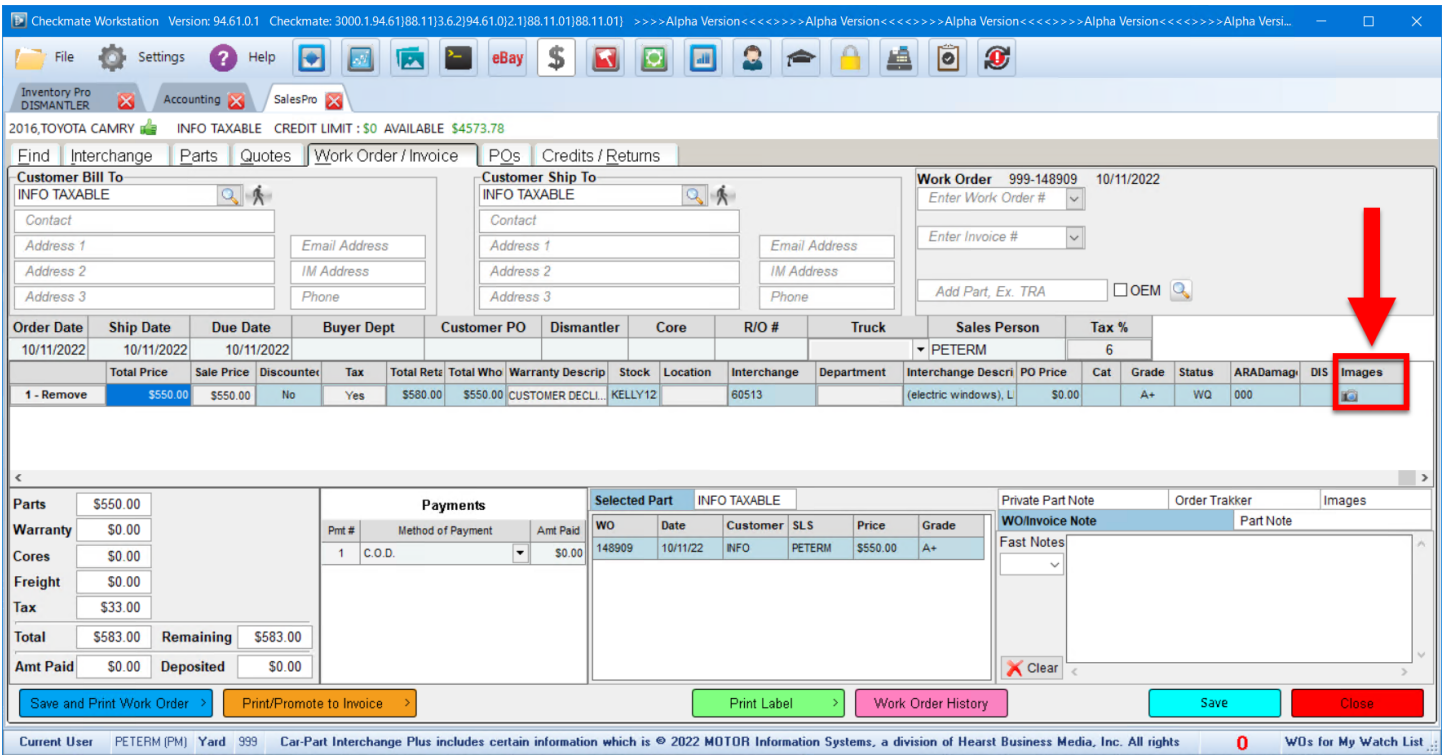 Checkmate Workstation Version: 94.61.0.1 Checkmate: 3000.1.94.61}88.11}3.6.2}94.61.0}2.1}88.11.01}88.11.01} >>>>Alpha Version<<<<>>>>Alpha Version<<<<>>>>Alpha Version<<<<>>>>Alpha Version<<<<>>>>Alpha Versi...
File Settings ? Help eBay $
Inventory Pro
DISMANTLER Accounting SalesPro
2016,TOYOTA CAMRY INFO TAXABLE CREDIT LIMIT : $0 AVAILABLE $4573.78
Find Interchange Parts Quotes Work Order / Invoice POs Credits / Returns
Customer Bill To Customer Ship To Work Order 999-148909 10/11/2022
INFO TAXABLE INFO TAXABLE Enter Work Order #
Contact Contact
Address 1 Email Address Address 1 Email Address Enter Invoice #
Address 2 IM Address Address 2 IM Address
Address 3 Phone Address 3 Phone Add Part, Ex. TRA OEM
Order Date Ship Date Due Date Buyer Dept Customer PO Dismantler Core R/O # Truck Sales Person Tax %
10/11/2022 10/11/2022 10/11/2022 PETERM 6
Total Price Sale Price Discounted Tax Total Reta Total Who Warranty Descrip Stock Location Interchange Department Interchange Descri PO Price Cat Grade Status ARADamage DIS Images
1 - Remove $550.00 $550.00 No Yes $580.00 $550.00 CUSTOMER DECLI... KELLY12 60513 (electric windows), L $0.00 A+ WQ 000
Parts $550.00 Payments Selected Part INFO TAXABLE Private Part Note Order Trakker Images
Warranty $0.00 Pmt # Method of Payment Amt Paid WO Date Customer SLS Price Grade WO/Invoice Note Part Note
Cores $0.00 1 C.O.D. $0.00 148909 10/11/22 INFO PETERM $550.00 A+ Fast Notes
Freight $0.00
Tax $33.00
Total $583.00 Remaining $583.00
Amt Paid $0.00 Deposited $0.00 Clear
Save and Print Work Order > Print/Promote to Invoice > Print Label > Work Order History Save Close
Current User PETERM (PM) Yard 999 Car-Part Interchange Plus includes certain information which is © 2022 MOTOR Information Systems, a division of Hearst Business Media, Inc. All rights 0 WOs for My Watch List